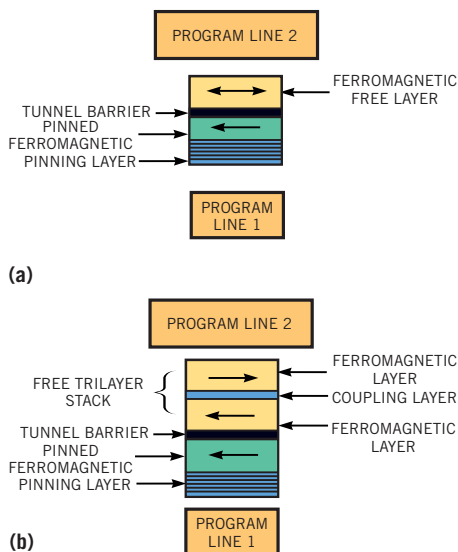 PROGRAM LINE 2
FERROMAGNETIC
FREE LAYER
TUNNEL BARRIER
PINNED
FERROMAGNETIC
PINNING LAYER
PROGRAM
LINE 1
(a)
PROGRAM LINE 2
FERROMAGNETIC
LAYER
FREE TRILAYER
STACK
COUPLING LAYER
FERROMAGNETIC
LAYER
TUNNEL BARRIER
PINNED
FERROMAGNETIC
PINNING LAYER
PROGRAM
LINE 1
(b)